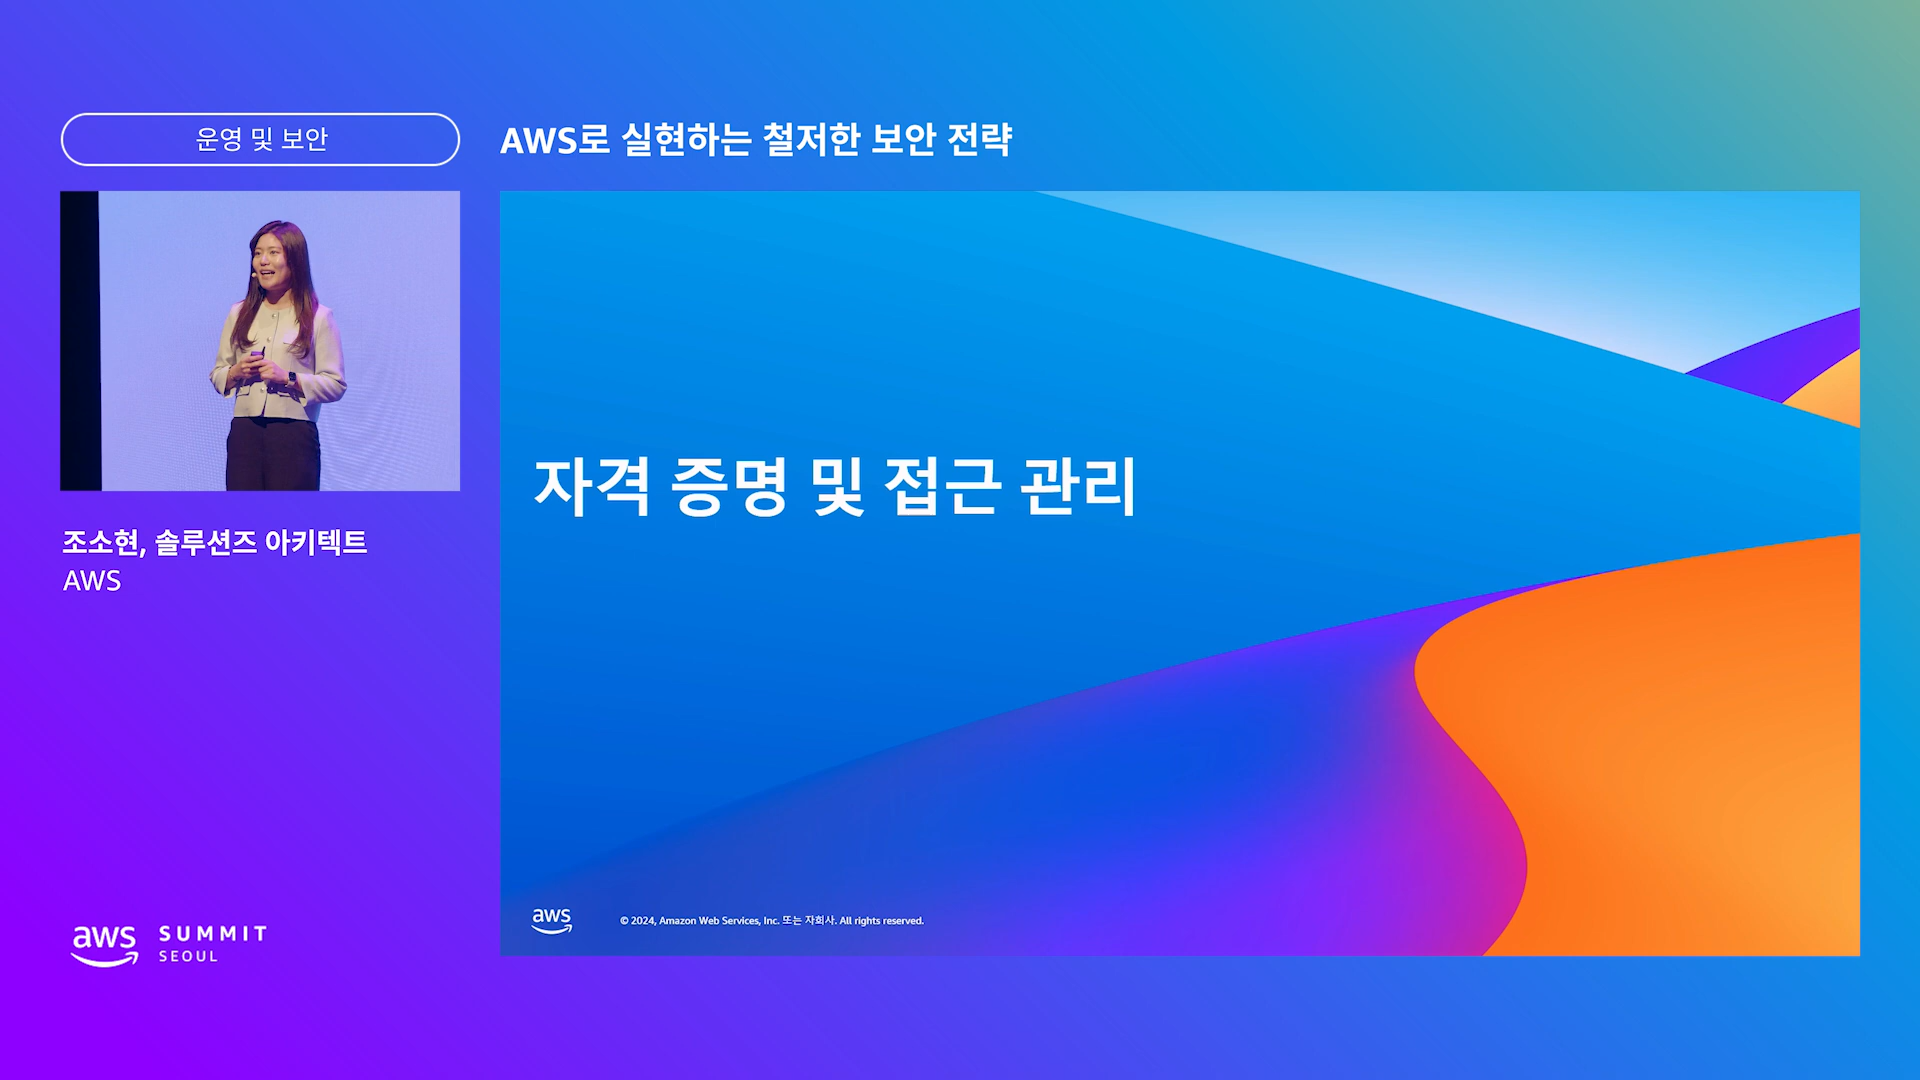 운영 및 보안
AWS로 실현하는 철저한 보안 전략
자격 증명 및 접근 관리
조소현, 솔루션즈 아키텍트
AWS
aws
© 2024, Amazon Web Services, Inc. 또는 자회사. All rights reserved.
aws SUMMIT
SEOUL